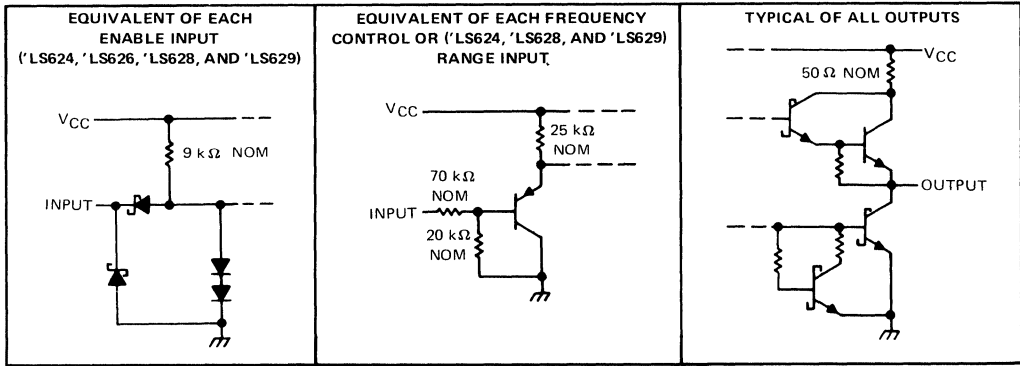 EQUIVALENT OF EACH
ENABLE INPUT
('LS624, 'LS626, 'LS628, AND 'LS629)
VCC
9 kΩ NOM
INPUT
EQUIVALENT OF EACH FREQUENCY
CONTROL OR ('LS624, 'LS628, AND 'LS629)
RANGE INPUT
VCC
25 kΩ
NOM
70 kΩ
NOM
INPUT
20 kΩ
NOM
TYPICAL OF ALL OUTPUTS
VCC
50 Ω NOM
OUTPUT